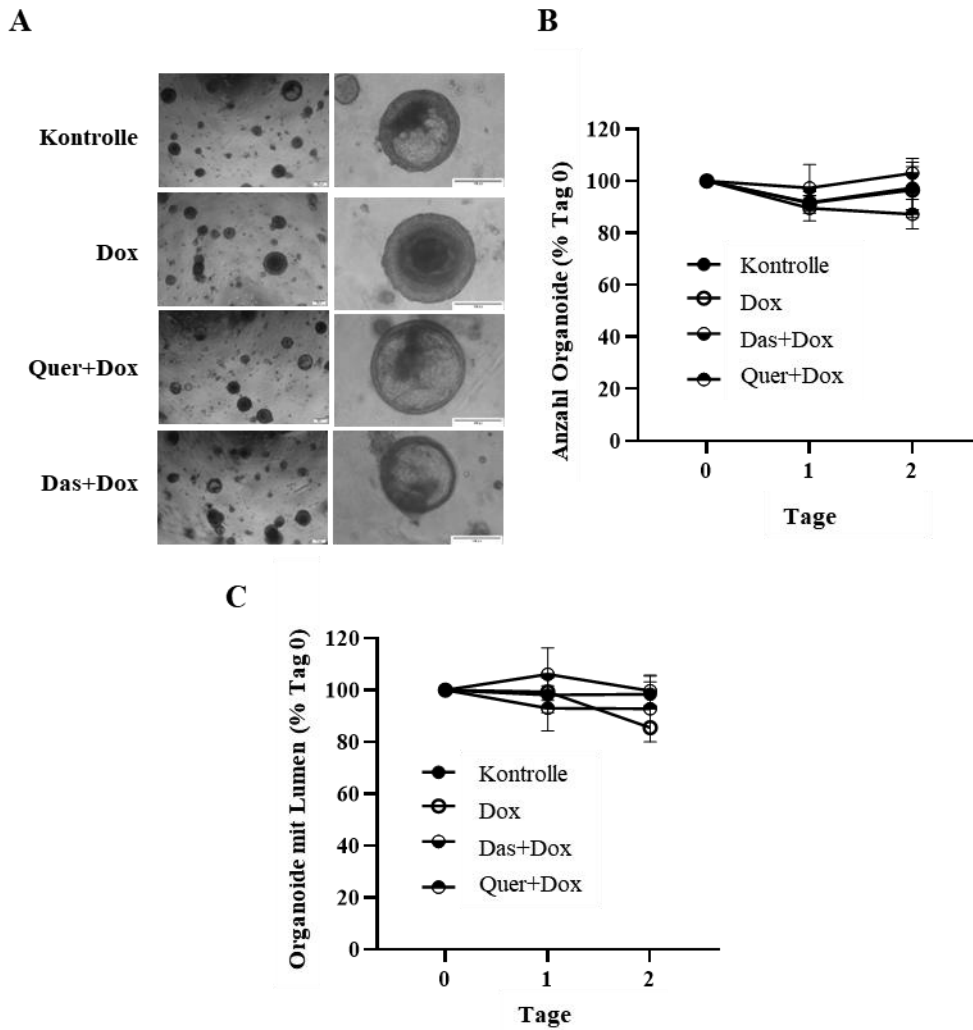 A
Kontrolle
Dox
Quer+Dox
Das+Dox
B
Anzahl Organoide (% Tag 0)
120
100
80
60
40
20
0
Kontrolle
Dox
Das+Dox
Quer+Dox
0 1 2
Tage
C
Organoide mit Lumen (% Tag 0)
120
100
80
60
40
20
0
Kontrolle
Dox
Das+Dox
Quer+Dox
0 1 2
Tage